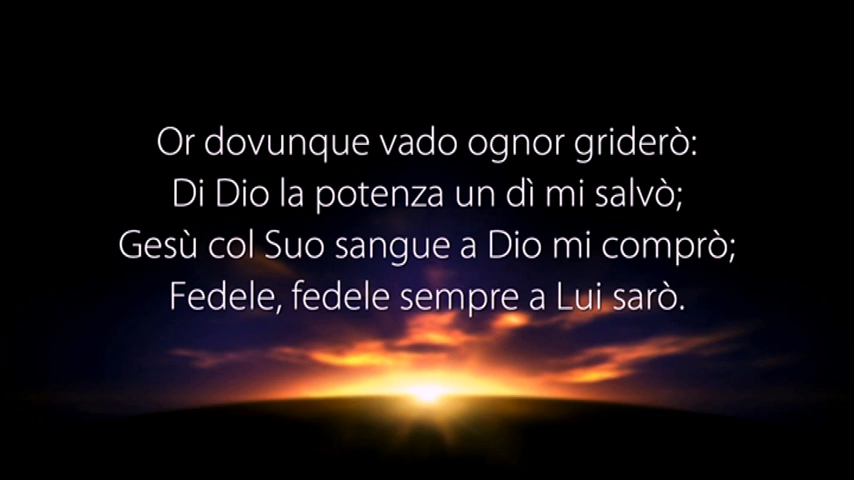 Or dovunque vado ognor griderò:
Di Dio la potenza un dì mi salvò;
Gesù col Suo sangue a Dio mi comprò;
Fedele, fedele sempre a Lui sarò.